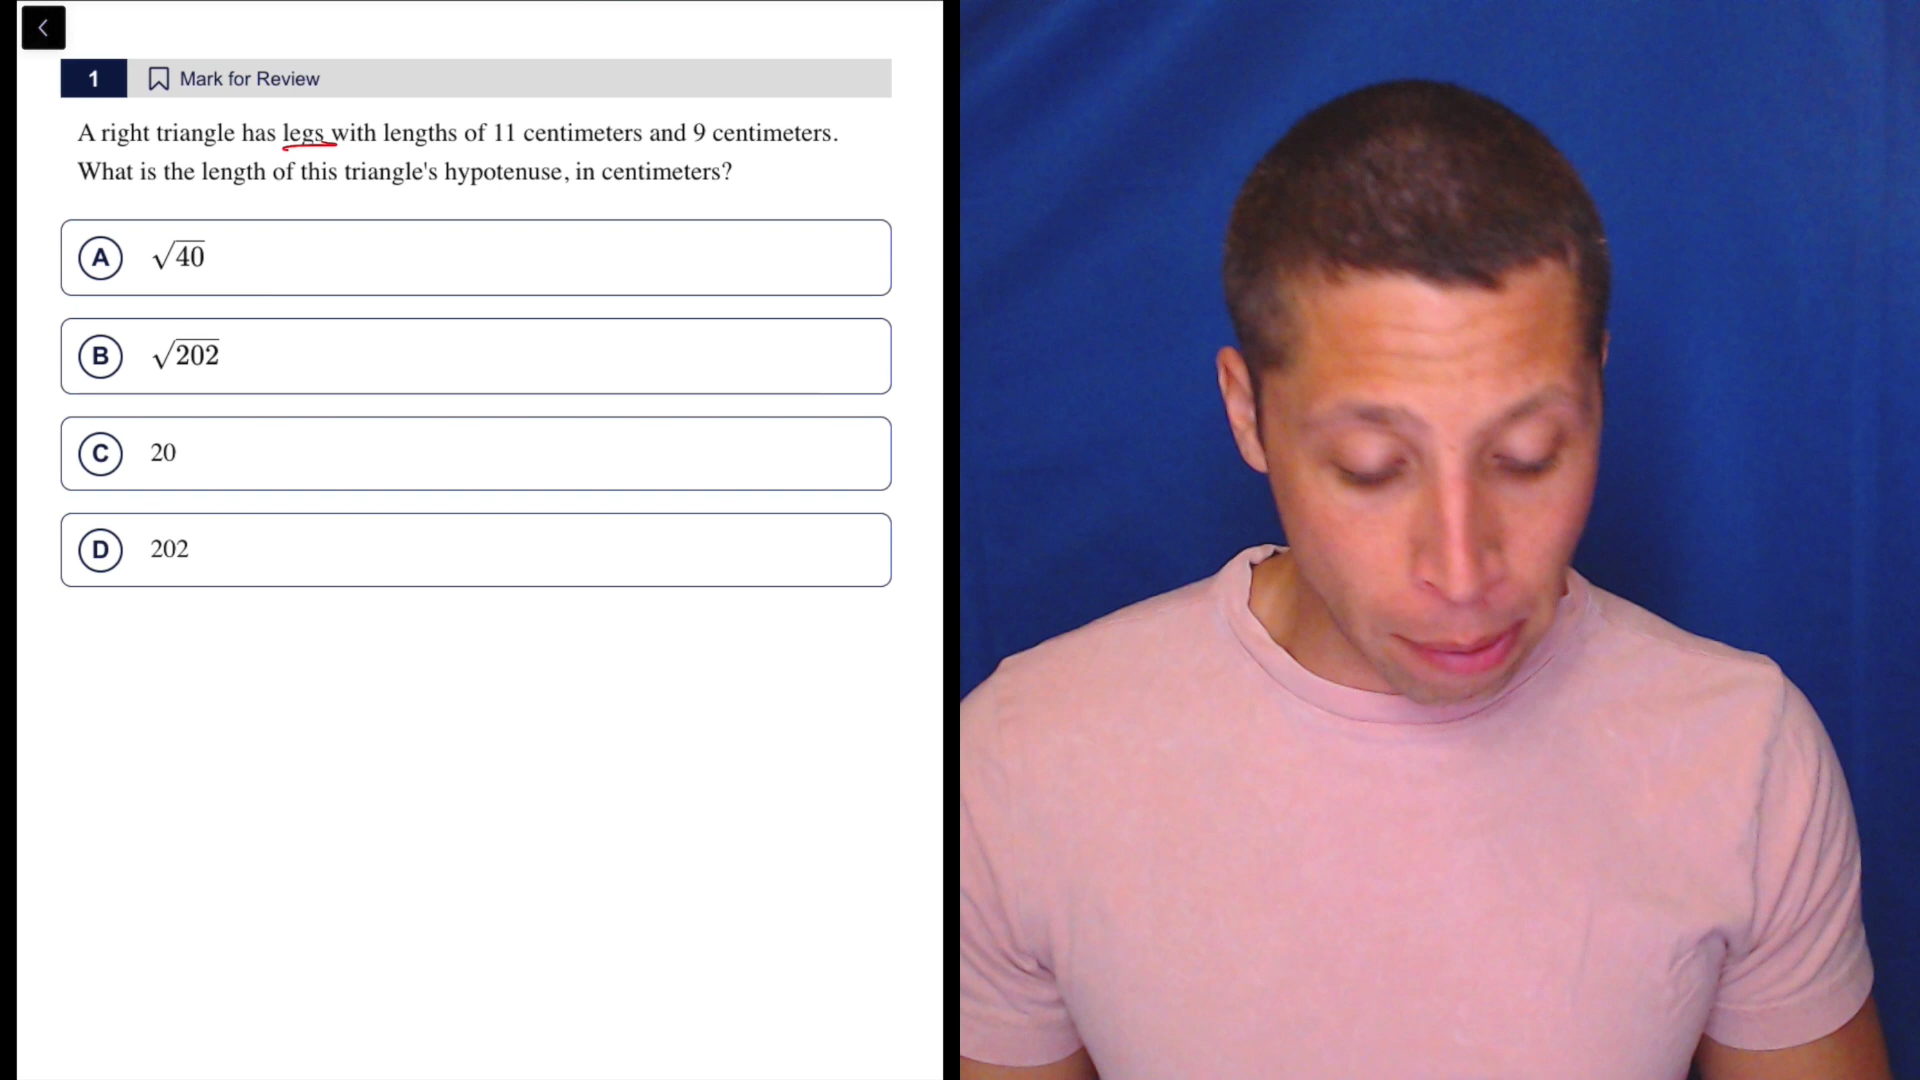 1 Mark for Review
A right triangle has legs with lengths of 11 centimeters and 9 centimeters.
What is the length of this triangle's hypotenuse, in centimeters?
A √40
B √202
C 20
D 202